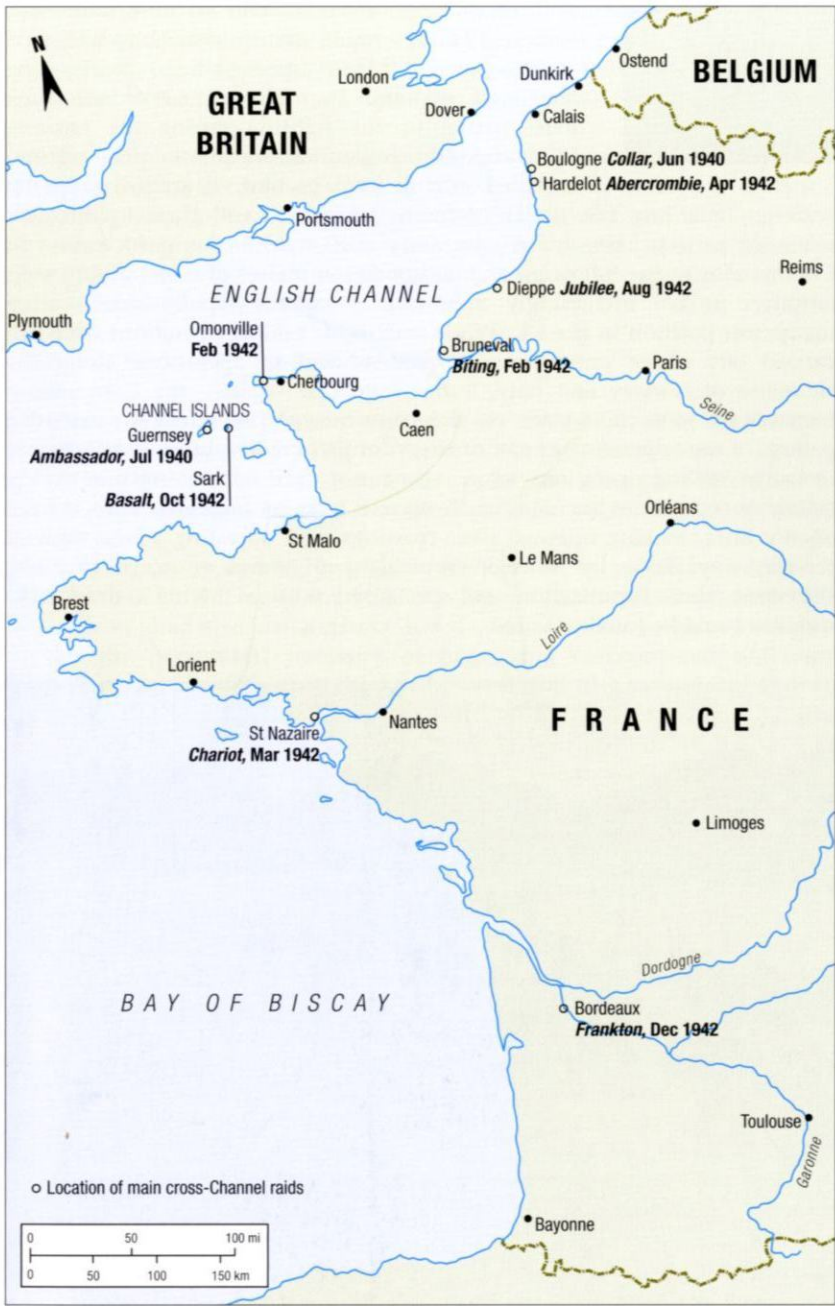 N
London
GREAT
BRITAIN
Dover
Dunkirk
Ostend
BELGIUM
Calais
Boulogne Collar, Jun 1940
Hardelot Abercrombie, Apr 1942
Portsmouth
ENGLISH CHANNEL
Dieppe Jubilee, Aug 1942
Reims
Plymouth
Omonville
Feb 1942
Cherbourg
Bruneval
Biting, Feb 1942
Paris
Seine
CHANNEL ISLANDS
Guernsey
Ambassador, Jul 1940
Caen
Sark
Basalt, Oct 1942
St Malo
Orléans
Le Mans
Brest
Loire
Lorient
St Nazaire
Chariot, Mar 1942
Nantes
FRANCE
Limoges
Dordogne
BAY OF BISCAY
Bordeaux
Frankton, Dec 1942
Toulouse
Garonne
Location of main cross-Channel raids
Bayonne
0 50 100 mi
0 50 100 150 km